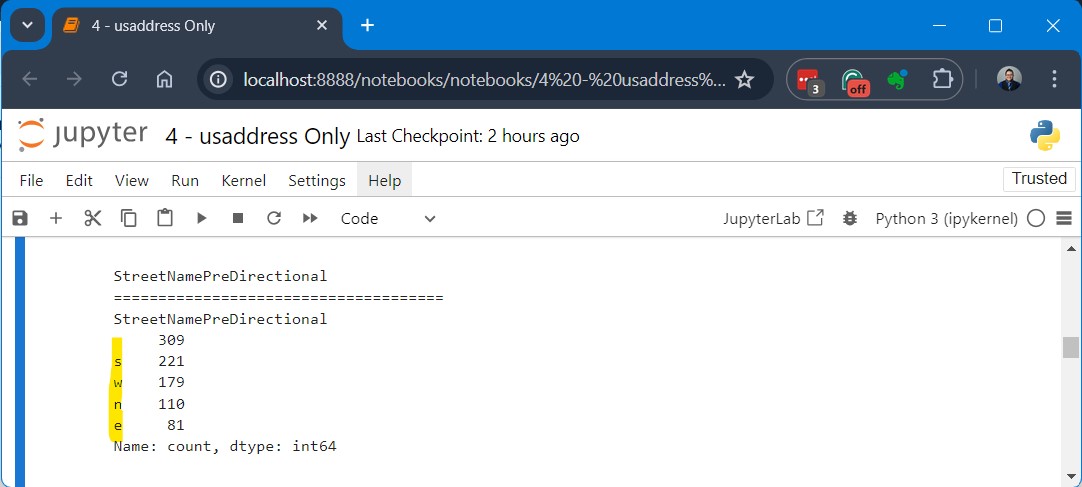 4 - usaddress Only
localhost:8888/notebooks/notebooks/4%20-%20usaddress%...
3
off
jupyter 4 - usaddress Only Last Checkpoint: 2 hours ago
File Edit View Run Kernel Settings Help Trusted
Code JupyterLab Python 3 (ipykernel)
StreetNamePreDirectional
=====================================
StreetNamePreDirectional
309
s 221
w 179
n 110
e 81
Name: count, dtype: int64